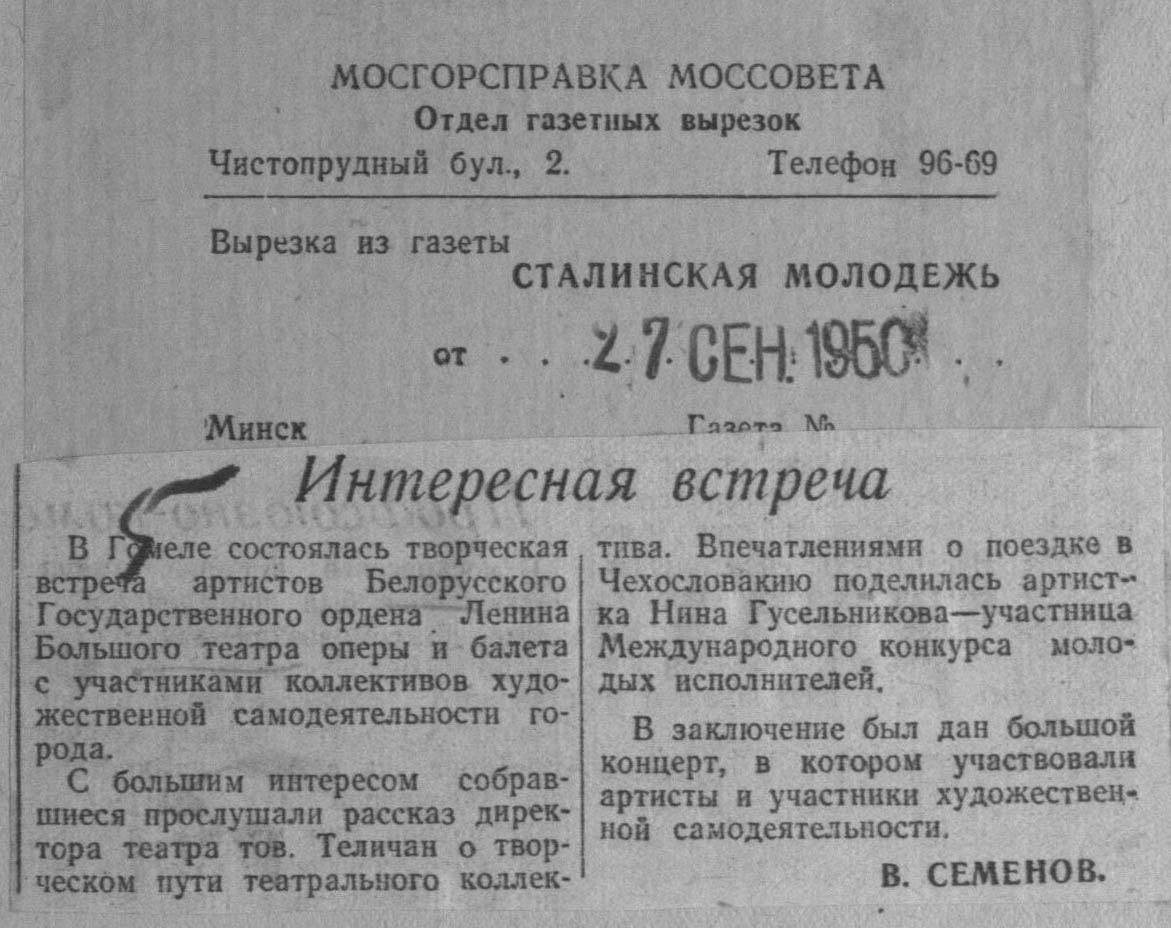 МОСГОРСПРАВКА МОССОВЕТА
Отдел газетных вырезок
Чистопрудный бул., 2. Телефон 96-69
Вырезка из газеты
СТАЛИНСКАЯ МОЛОДЕЖЬ
от . . . 27 СЕН. 1950 . .
Минск Газета №
Интересная встреча
В Гомеле состоялась творческая
встреча артистов Белорусского
Государственного ордена Ленина
Большого театра оперы и балета
с участниками коллективов худо-
жественной самодеятельности го-
рода.
С большим интересом собрав-
шиеся прослушали рассказ дирек-
тора театра тов. Теличан о твор-
ческом пути театрального коллек-
тива. Впечатлениями о поездке в
Чехословакию поделилась артист-
ка Нина Гусельникова—участница
Международного конкурса моло-
дых исполнителей.
В заключение был дан большой
концерт, в котором участвовали
артисты и участники художествен-
ной самодеятельности.
В. СЕМЕНОВ.